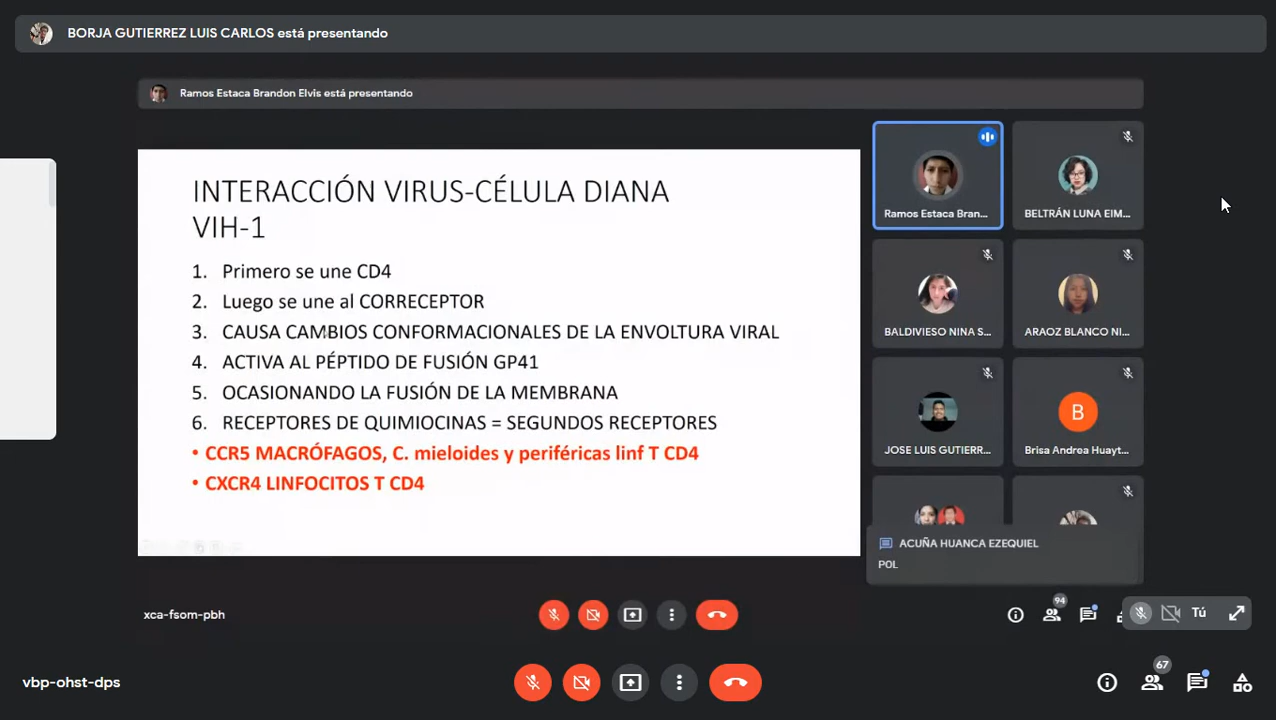 BORJA GUTIERREZ LUIS CARLOS está presentando
Ramos Estaca Brandon Elvis está presentando
INTERACCIÓN VIRUS-CÉLULA DIANA
VIH-1
1. Primero se une CD4
2. Luego se une al CORRECEPTOR
3. CAUSA CAMBIOS CONFORMACIONALES DE LA ENVOLTURA VIRAL
4. ACTIVA AL PÉPTIDO DE FUSIÓN GP41
5. OCASIONANDO LA FUSIÓN DE LA MEMBRANA
6. RECEPTORES DE QUIMIOCINAS = SEGUNDOS RECEPTORES
• CCR5 MACRÓFAGOS, C. mieloides y periféricas linf T CD4
• CXCR4 LINFOCITOS T CD4
Ramos Estaca Bran...
BELTRÁN LUNA EIM...
BALDIVIESO NINA S...
ARAOZ BLANCO NI...
B
JOSE LUIS GUTIERR...
Brisa Andrea Huayt...
ACUÑA HUANCA EZEQUIEL
POL
xca-fsom-pbh
94
Tú
vbp-ohst-dps
67